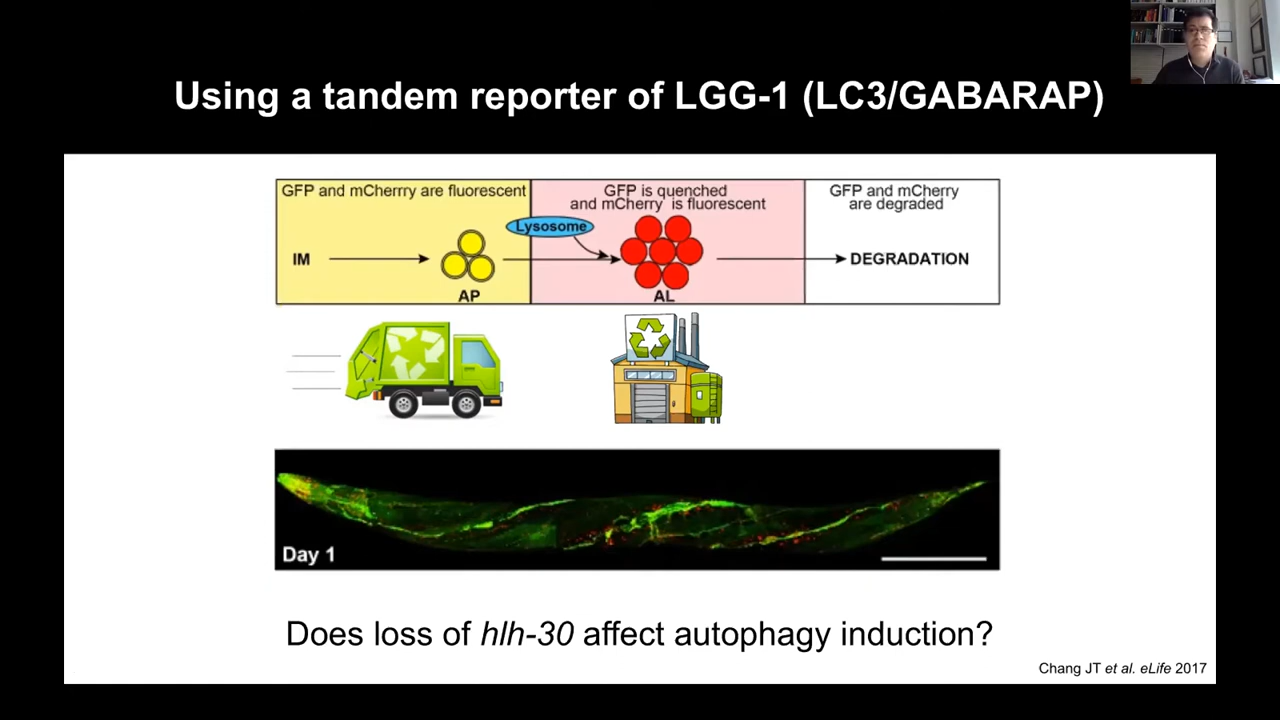 Using a tandem reporter of LGG-1 (LC3/GABARAP)
GFP and mCherrry are fluorescent
GFP is quenched
and mCherry is fluorescent
GFP and mCherry
are degraded
Lysosome
IM
DEGRADATION
AP
AL
Day 1
Does loss of hlh-30 affect autophagy induction?
Chang JT et al. eLife 2017